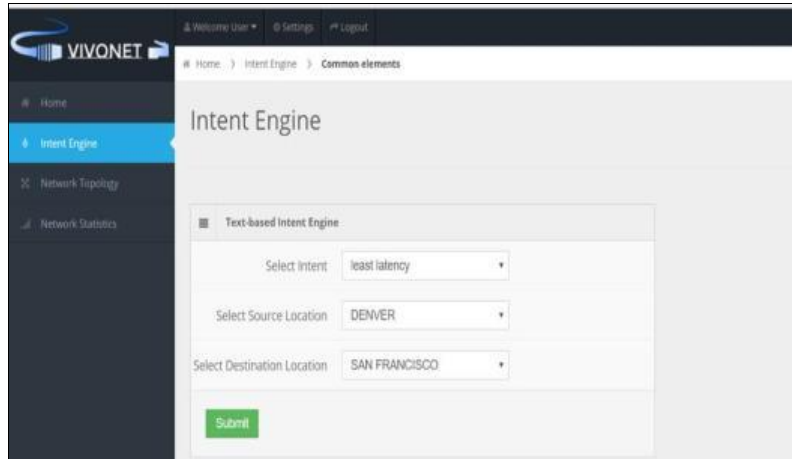 VIVONET
Welcome User Settings Logout
Home > Intent Engine > Common elements
Home
Intent Engine
Network Topology
Network Statistics
Intent Engine
Text-based Intent Engine
Select Intent least latency
Select Source Location DENVER
Select Destination Location SAN FRANCISCO
Submit